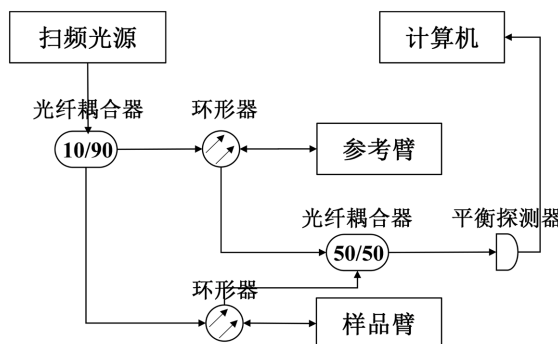 扫频光源
计算机
光纤耦合器
环形器
10/90
参考臂
光纤耦合器
平衡探测器
50/50
环形器
样品臂